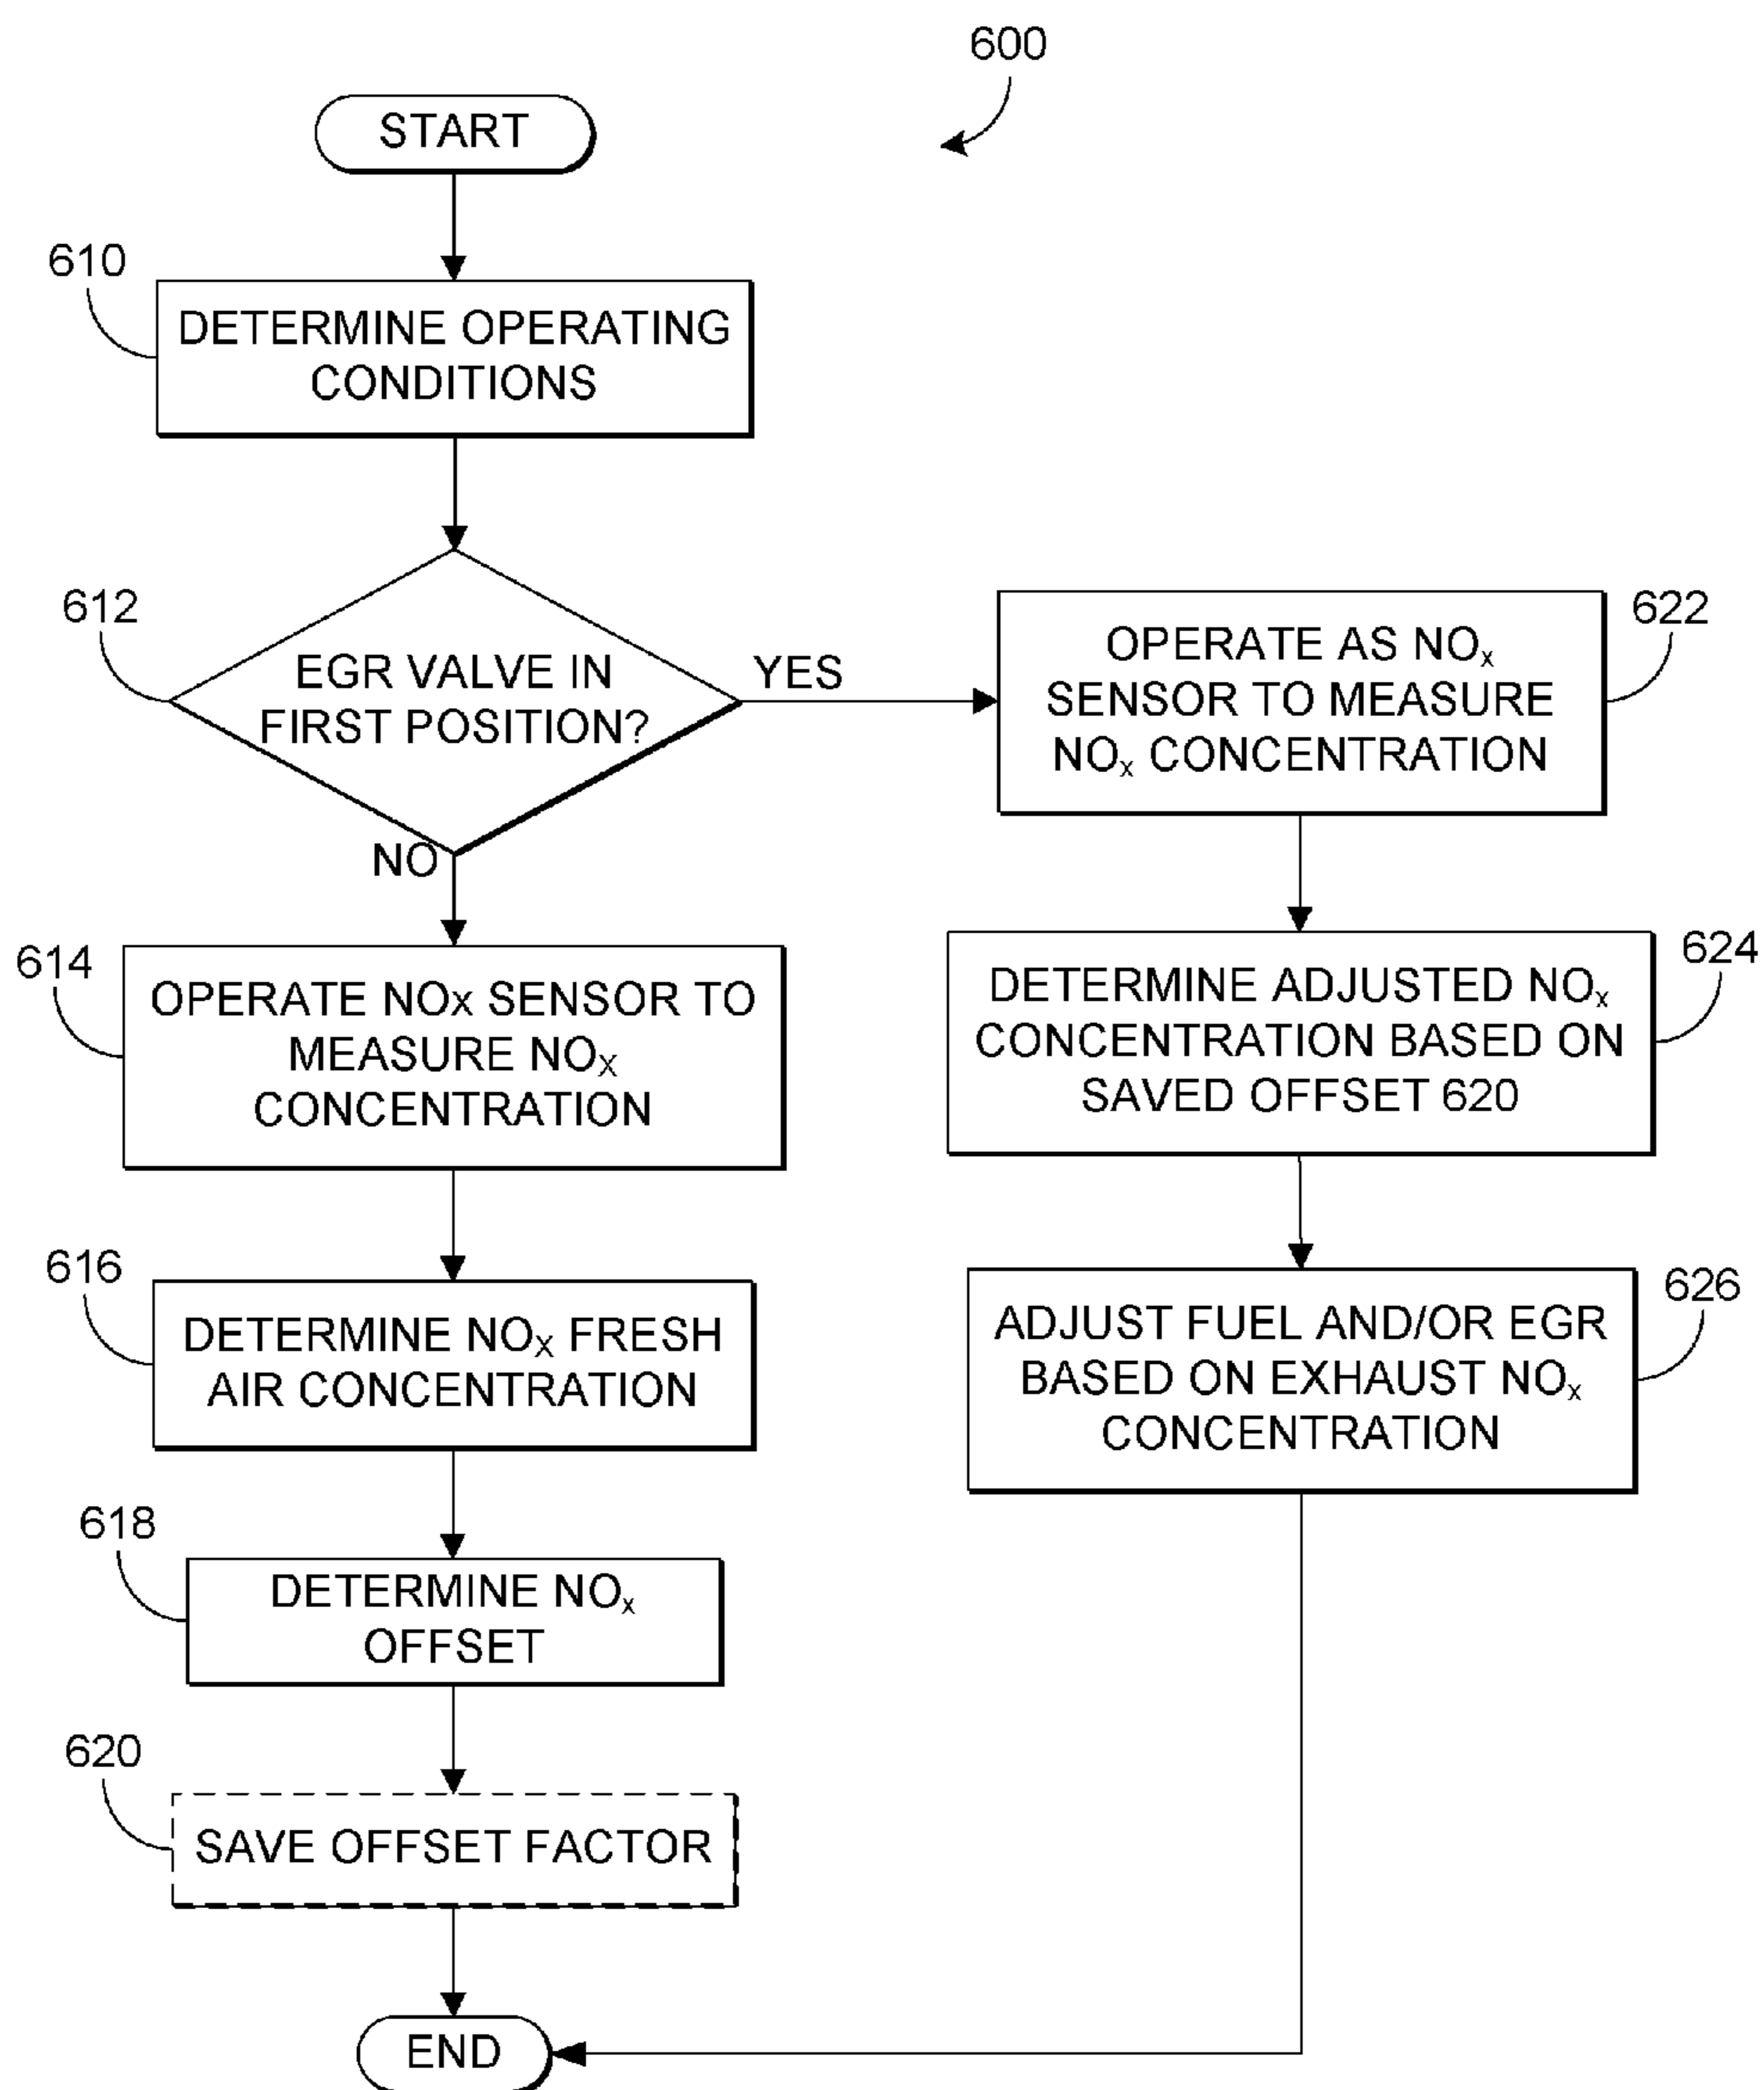 600
START
610
DETERMINE OPERATING
CONDITIONS
612
EGR VALVE IN
FIRST POSITION?
YES
NO
622
OPERATE AS NOx
SENSOR TO MEASURE
NOx CONCENTRATION
614
OPERATE NOx SENSOR TO
MEASURE NOX
CONCENTRATION
624
DETERMINE ADJUSTED NOx
CONCENTRATION BASED ON
SAVED OFFSET 620
616
DETERMINE NOX FRESH
AIR CONCENTRATION
626
ADJUST FUEL AND/OR EGR
BASED ON EXHAUST NOx
CONCENTRATION
618
DETERMINE NOx
OFFSET
620
SAVE OFFSET FACTOR
END